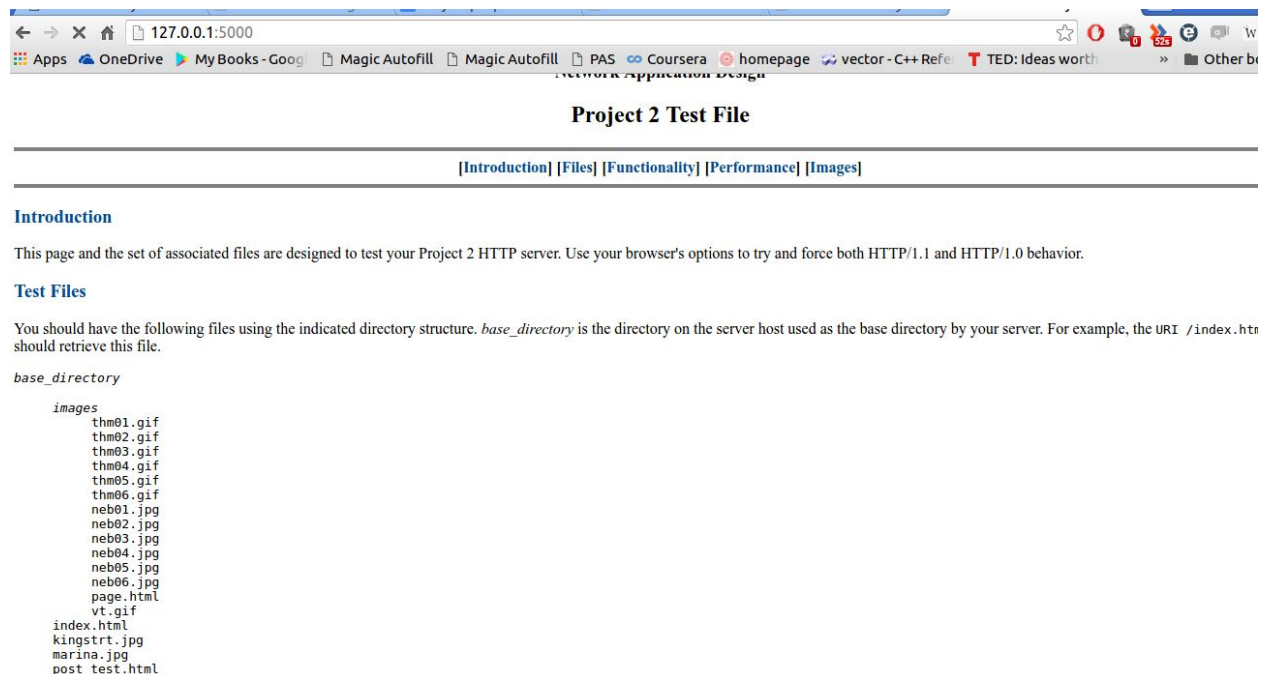 127.0.0.1:5000
Apps OneDrive My Books - Goog Magic Autofill Magic Autofill PAS Coursera homepage vector - C++ Refe TED: Ideas worth » Other bo
Network Application Design
Project 2 Test File
[Introduction] [Files] [Functionality] [Performance] [Images]
Introduction
This page and the set of associated files are designed to test your Project 2 HTTP server. Use your browser's options to try and force both HTTP/1.1 and HTTP/1.0 behavior.
Test Files
You should have the following files using the indicated directory structure. base_directory is the directory on the server host used as the base directory by your server. For example, the URI /index.htm
should retrieve this file.
base_directory
images
thm01.gif
thm02.gif
thm03.gif
thm04.gif
thm05.gif
thm06.gif
neb01.jpg
neb02.jpg
neb03.jpg
neb04.jpg
neb05.jpg
neb06.jpg
page.html
vt.gif
index.html
kingstrt.jpg
marina.jpg
post_test.html